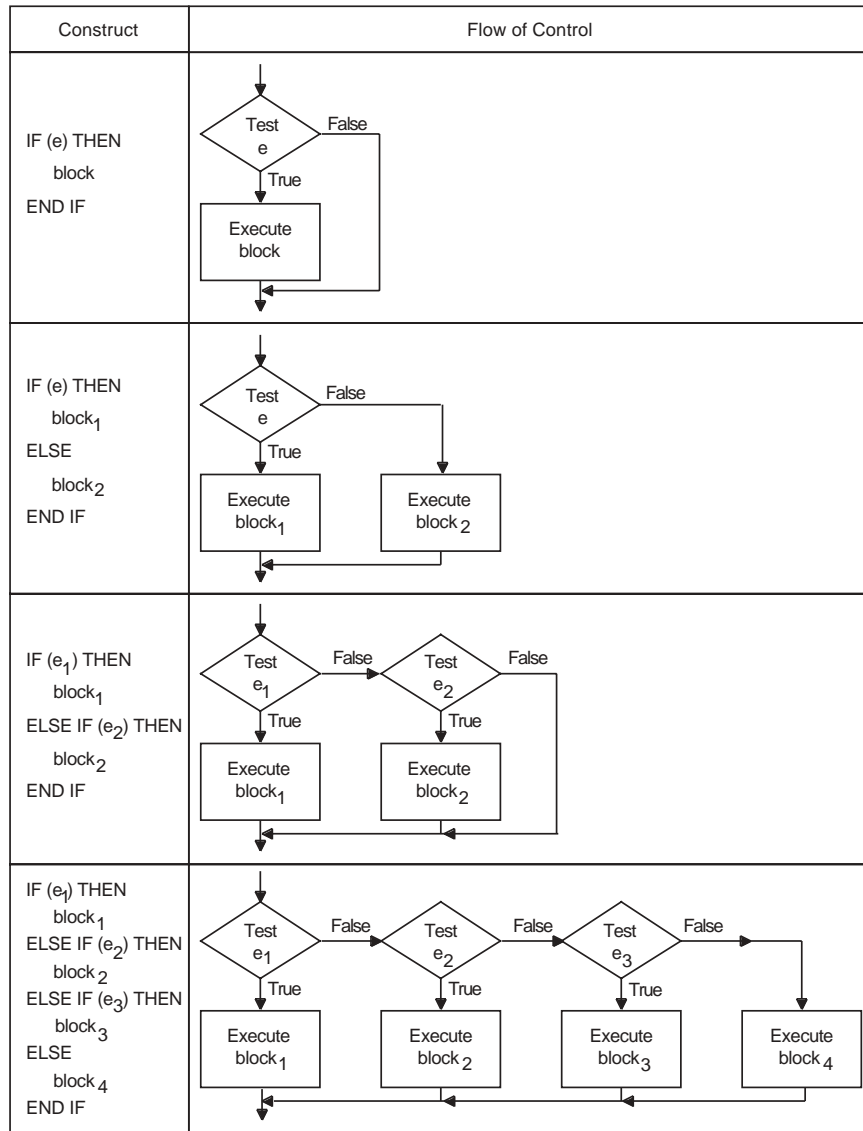 Construct
Flow of Control
IF (e) THEN
block
END IF
Test
e
False
True
Execute
block
IF (e) THEN
block1
ELSE
block2
END IF
Test
e
False
True
Execute
block1
Execute
block2
IF (e1) THEN
block1
ELSE IF (e2) THEN
block2
END IF
Test
e1
False
Test
e2
False
True
True
Execute
block1
Execute
block2
IF (e1) THEN
block1
ELSE IF (e2) THEN
block2
ELSE IF (e3) THEN
block3
ELSE
block4
END IF
Test
e1
False
Test
e2
False
Test
e3
False
True
True
True
Execute
block1
Execute
block2
Execute
block3
Execute
block4